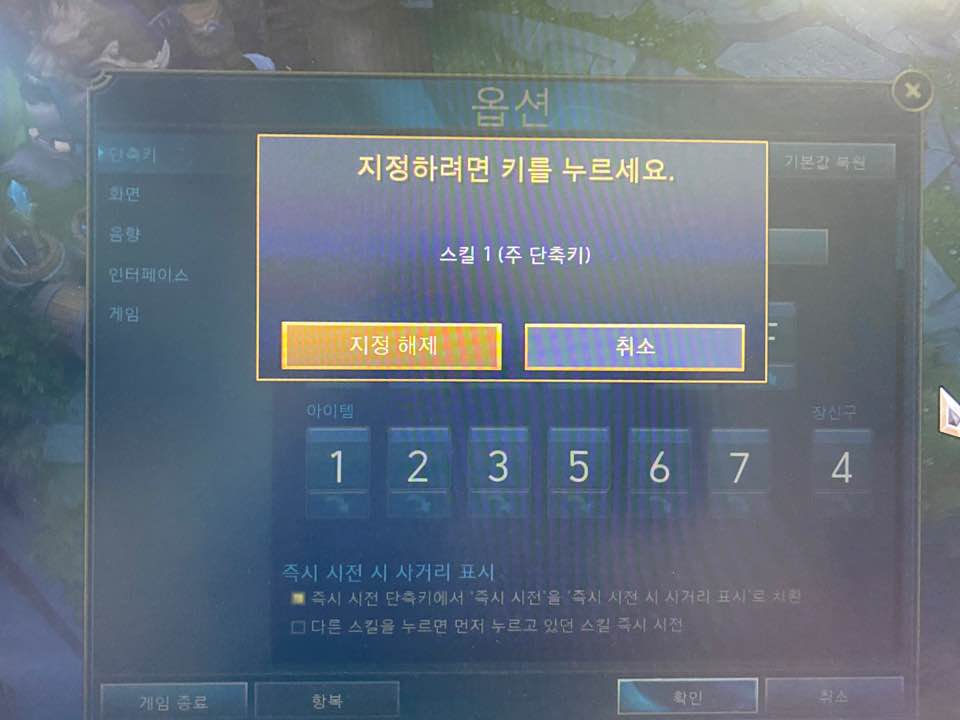 옵션
단축키
화면
음향
인터페이스
게임
기본값 복원
지정하려면 키를 누르세요.
스킬 1 (주 단축키)
지정 해제
취소
아이템
장신구
1 2 3 5 6 7 4
즉시 시전 시 사거리 표시
즉시 시전 단축키에서 '즉시 시전'을 '즉시 시전 시 사거리 표시'로 치환
다른 스킬을 누르면 먼저 누르고 있던 스킬 즉시 시전
게임 종료
항복
확인
취소